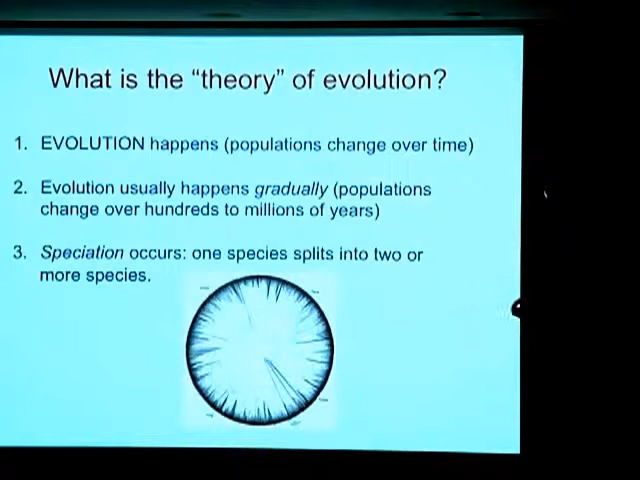 What is the “theory” of evolution?
1. EVOLUTION happens (populations change over time)
2. Evolution usually happens gradually (populations
change over hundreds to millions of years)
3. Speciation occurs: one species splits into two or
more species.